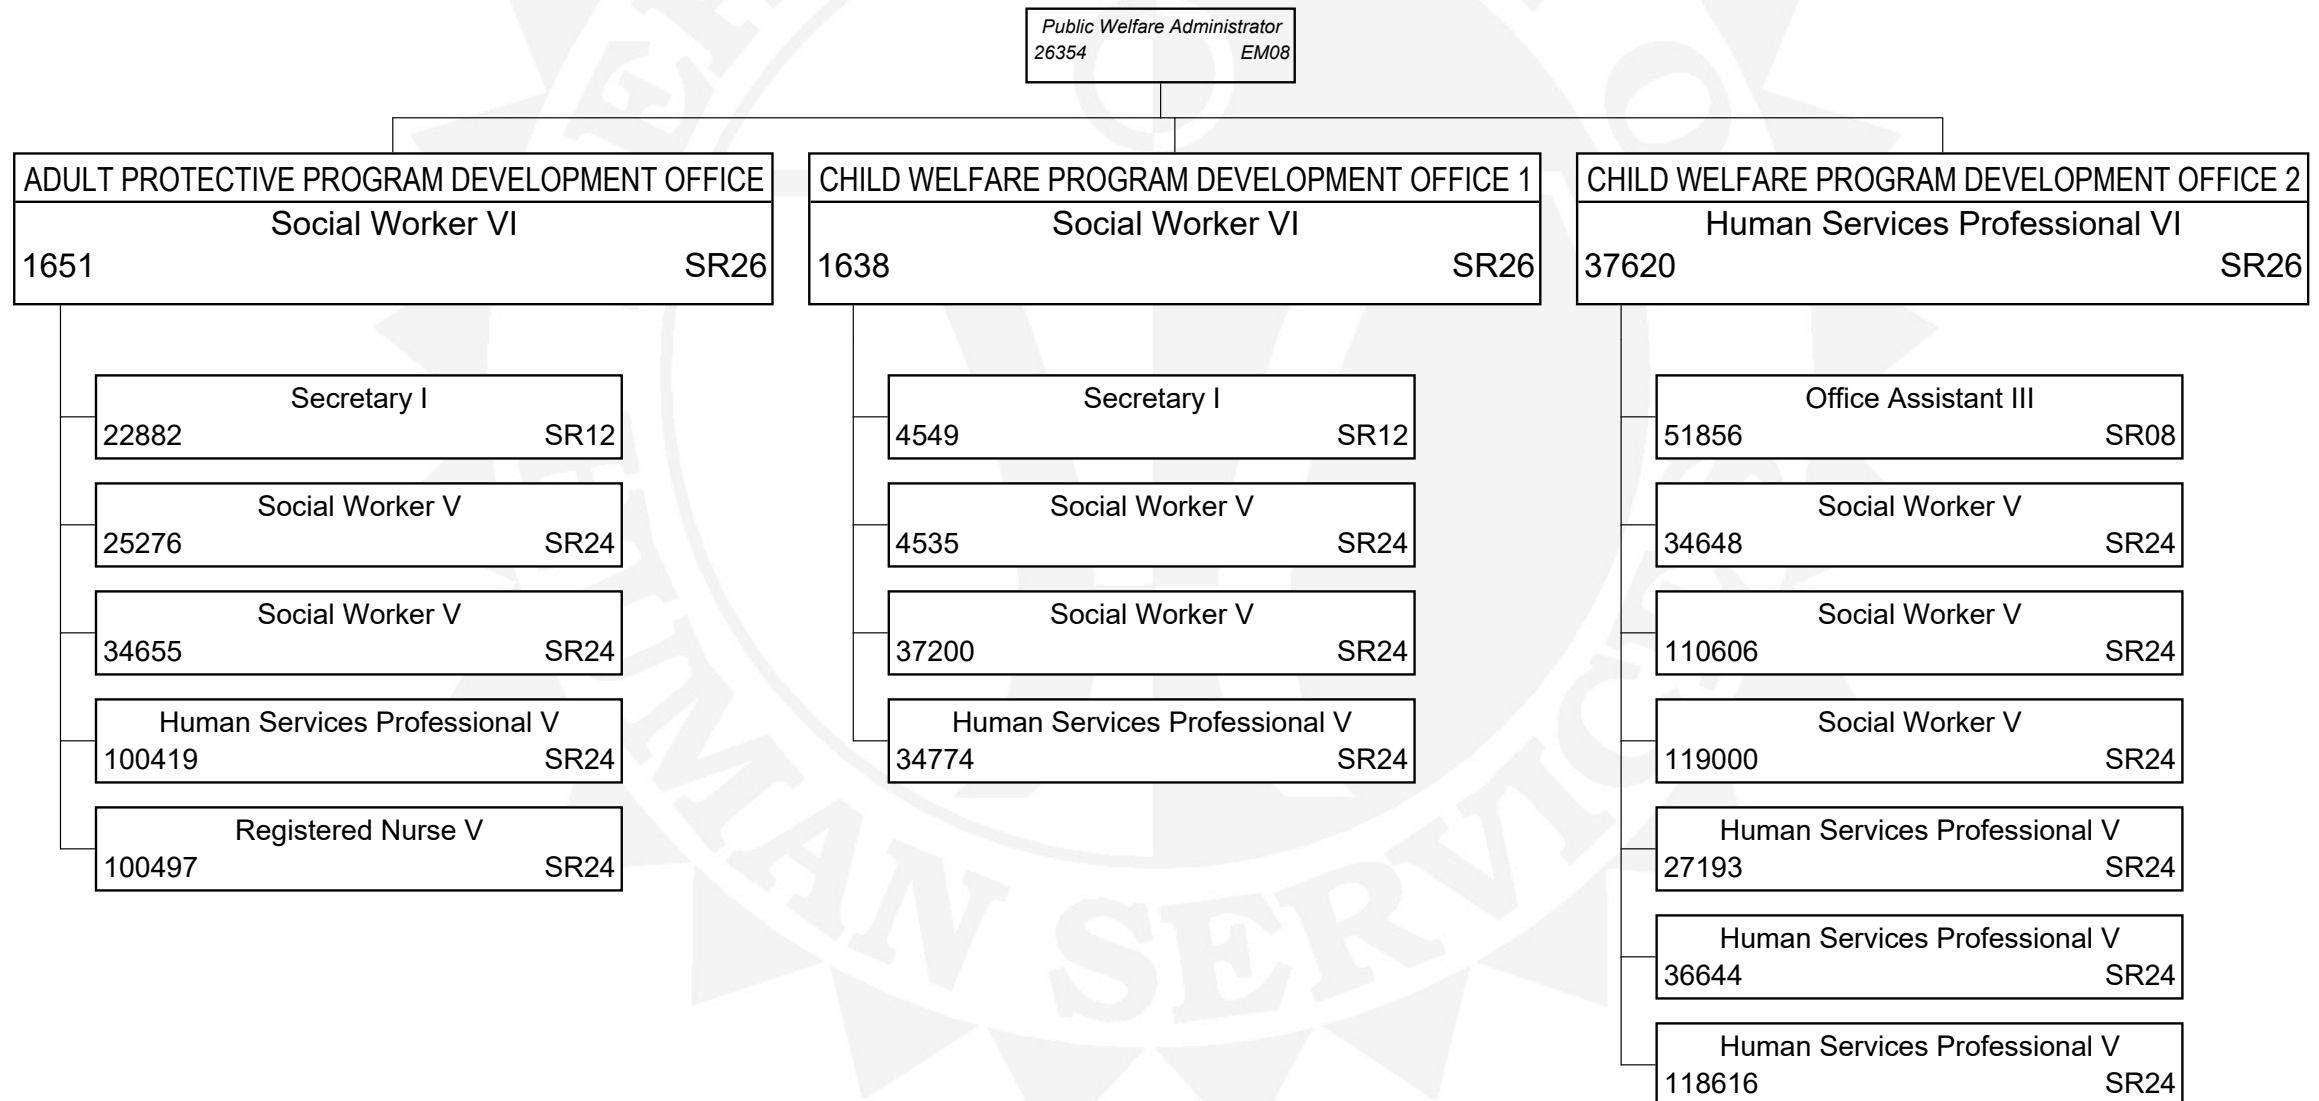 Public Welfare Administrator
26354 EM08
ADULT PROTECTIVE PROGRAM DEVELOPMENT OFFICE
Social Worker VI
1651 SR26
Secretary I
22882 SR12
Social Worker V
25276 SR24
Social Worker V
34655 SR24
Human Services Professional V
100419 SR24
Registered Nurse V
100497 SR24
CHILD WELFARE PROGRAM DEVELOPMENT OFFICE 1
Social Worker VI
1638 SR26
Secretary I
4549 SR12
Social Worker V
4535 SR24
Social Worker V
37200 SR24
Human Services Professional V
34774 SR24
CHILD WELFARE PROGRAM DEVELOPMENT OFFICE 2
Human Services Professional VI
37620 SR26
Office Assistant III
51856 SR08
Social Worker V
34648 SR24
Social Worker V
110606 SR24
Social Worker V
119000 SR24
Human Services Professional V
27193 SR24
Human Services Professional V
36644 SR24
Human Services Professional V
118616 SR24
HUMAN SERVICES